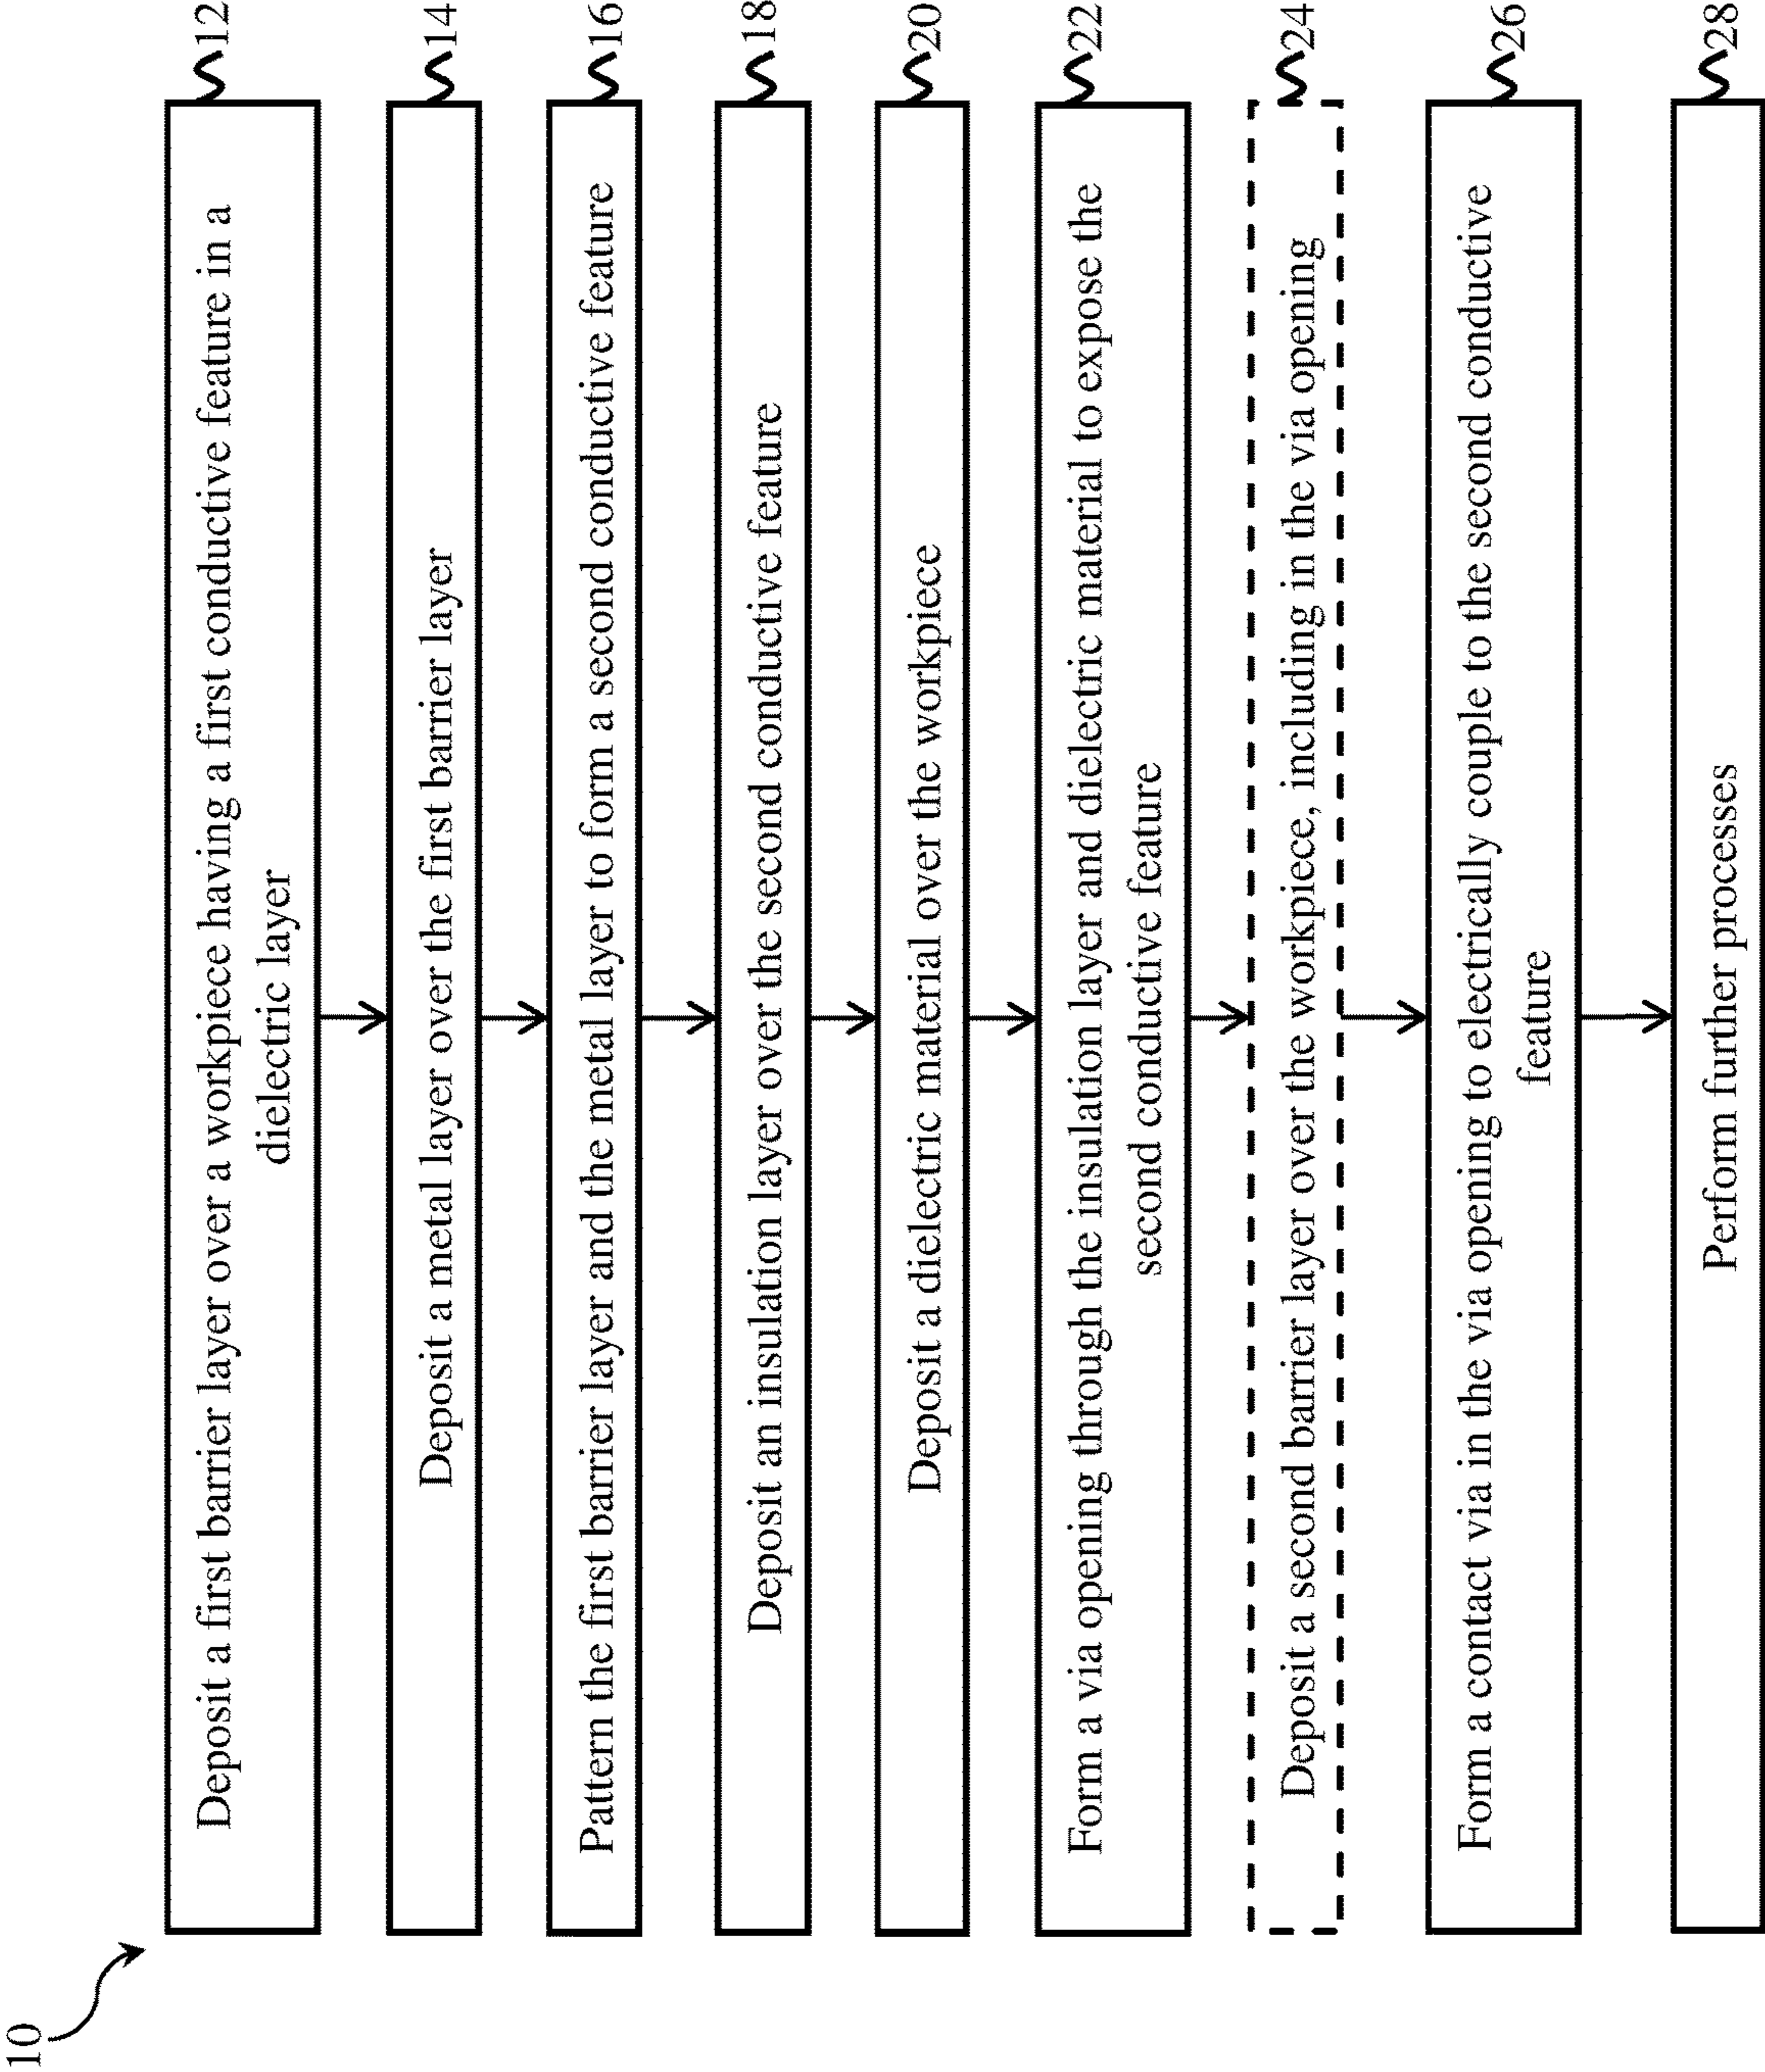 10
Deposit a first barrier layer over a workpiece having a first conductive feature in a
dielectric layer
12
Deposit a metal layer over the first barrier layer
14
Pattern the first barrier layer and the metal layer to form a second conductive feature
16
Deposit an insulation layer over the second conductive feature
18
Deposit a dielectric material over the workpiece
20
Form a via opening through the insulation layer and dielectric material to expose the
second conductive feature
22
Deposit a second barrier layer over the workpiece, including in the via opening
24
Form a contact via in the via opening to electrically couple to the second conductive
feature
26
Perform further processes
28